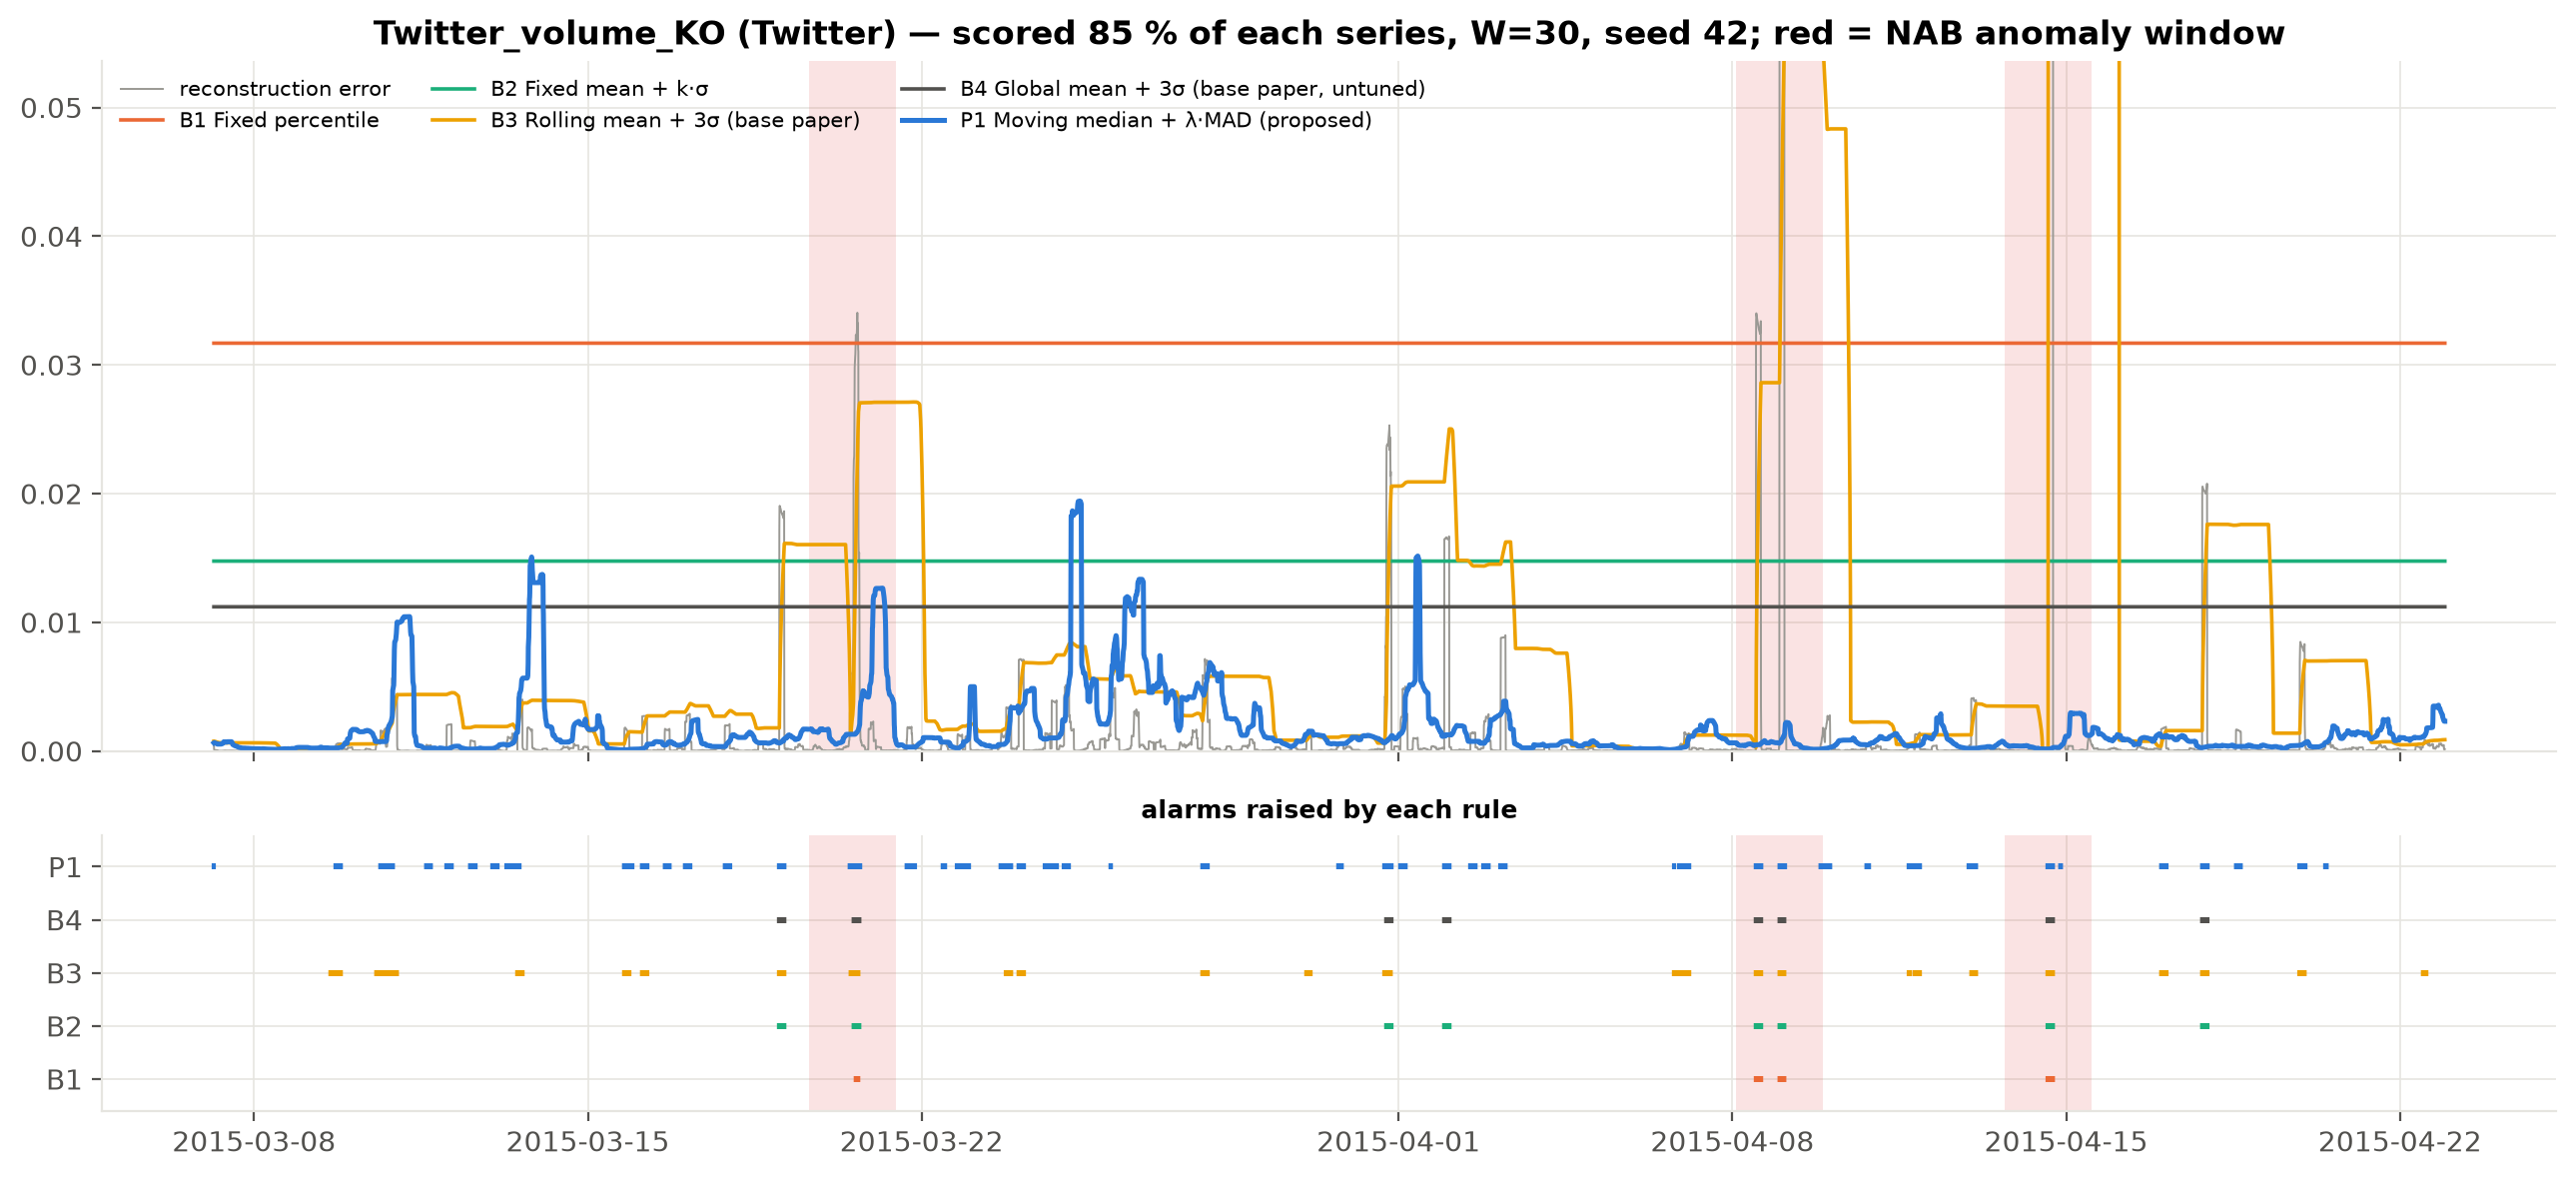 Twitter_volume_KO (Twitter) — scored 85 % of each series, W=30, seed 42; red = NAB anomaly window
reconstruction error
B1 Fixed percentile
B2 Fixed mean + k·σ
B3 Rolling mean + 3σ (base paper)
B4 Global mean + 3σ (base paper, untuned)
P1 Moving median + λ·MAD (proposed)
0.05
0.04
0.03
0.02
0.01
0.00
alarms raised by each rule
P1
B4
B3
B2
B1
2015-03-08
2015-03-15
2015-03-22
2015-04-01
2015-04-08
2015-04-15
2015-04-22